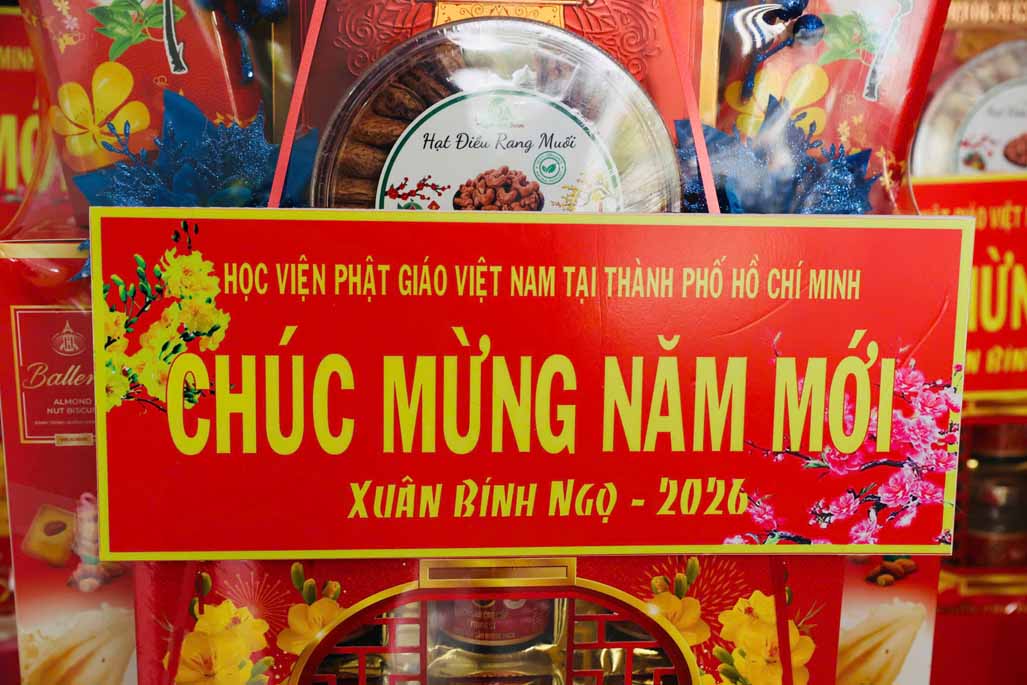 Hạt Điều Rang Muối
HỌC VIỆN PHẬT GIÁO VIỆT NAM TẠI THÀNH PHỐ HỒ CHÍ MINH
CHÚC MỪNG NĂM MỚI
XUÂN BÍNH NGỌ - 2026
ALMOND
NUT BISCUI